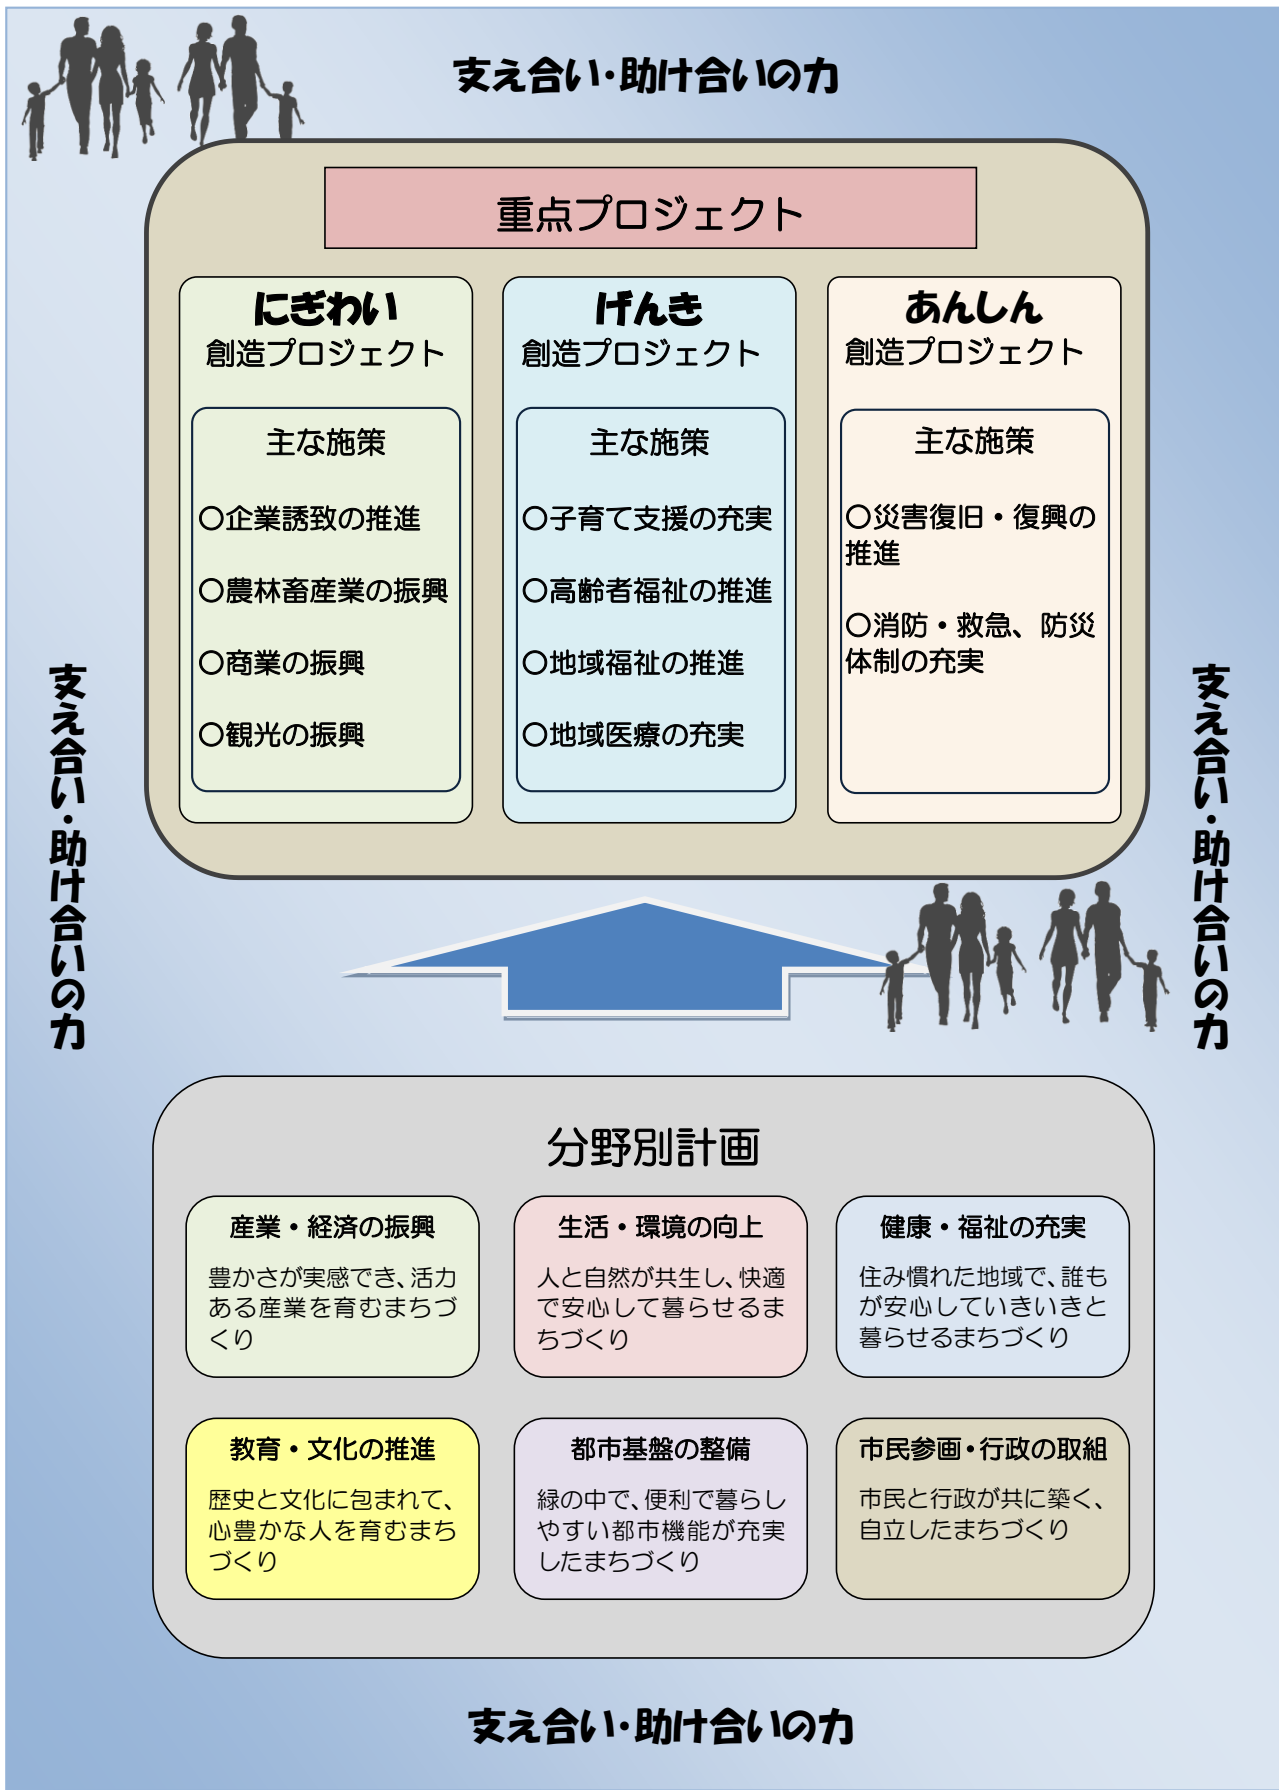 支え合い・助け合いの力
重点プロジェクト
にぎわい
創造プロジェクト
主な施策
○企業誘致の推進
○農林畜産業の振興
○商業の振興
○観光の振興
げんき
創造プロジェクト
主な施策
○子育て支援の充実
○高齢者福祉の推進
○地域福祉の推進
○地域医療の充実
あんしん
創造プロジェクト
主な施策
○災害復旧・復興の
推進
○消防・救急、防災
体制の充実
支え合い・助け合いの力
支え合い・助け合いの力
分野別計画
産業・経済の振興
豊かさが実感でき、活力
ある産業を育むまちづ
くり
生活・環境の向上
人と自然が共生し、快適
で安心して暮らせるま
ちづくり
健康・福祉の充実
住み慣れた地域で、誰も
が安心していきいきと
暮らせるまちづくり
教育・文化の推進
歴史と文化に包まれて、
心豊かな人を育むまち
づくり
都市基盤の整備
緑の中で、便利で暮らし
やすい都市機能が充実
したまちづくり
市民参画・行政の取組
市民と行政が共に築く、
自立したまちづくり
支え合い・助け合いの力